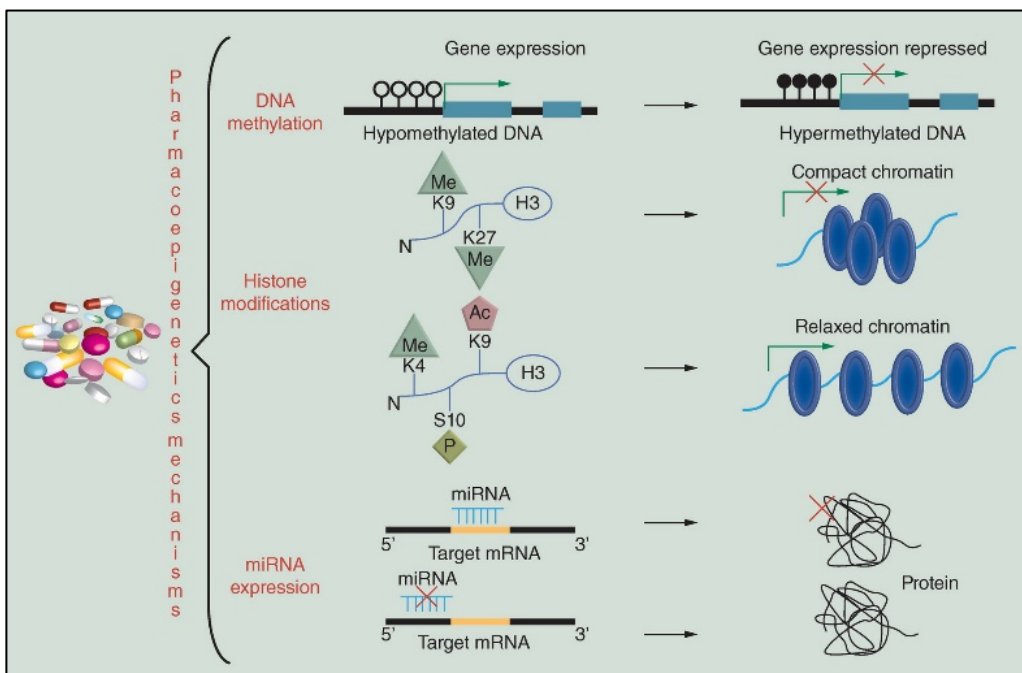 Pharmacoepigenetics mechanisms
DNA
methylation
Gene expression
Hypomethylated DNA
Gene expression repressed
Hypermethylated DNA
Histone
modifications
Me
K9
H3
N
K27
Me
Compact chromatin
Ac
Me
K9
K4
H3
N
S10
P
Relaxed chromatin
miRNA
expression
miRNA
5' 3'
Target mRNA
miRNA
5' 3'
Target mRNA
Protein